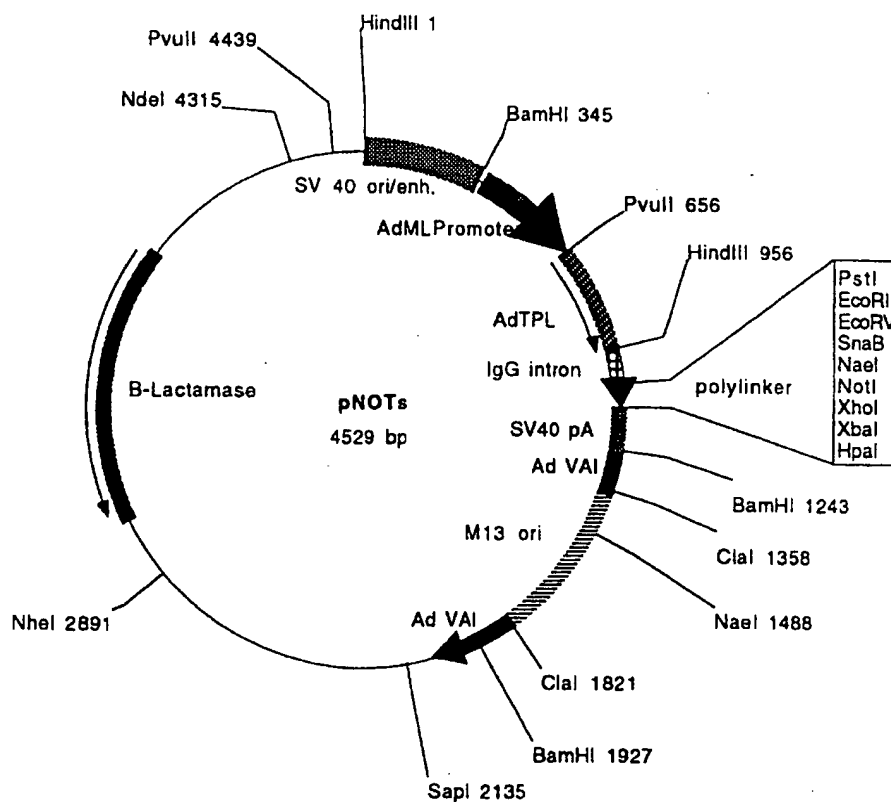 HindIII 1
PvuII 4439
NdeI 4315
BamHI 345
SV 40 ori/enh.
AdMLPromote
PvuII 656
HindIII 956
PstI
EcoRI
EcoRV
SnaB
NaeI
NotI
XhoI
XbaI
HpaI
AdTPL
IgG intron
polylinker
B-Lactamase
pNOTs
4529 bp
SV40 pA
Ad VAI
BamHI 1243
M13 ori
ClaI 1358
NaeI 1488
NheI 2891
Ad VAI
ClaI 1821
BamHI 1927
SapI 2135